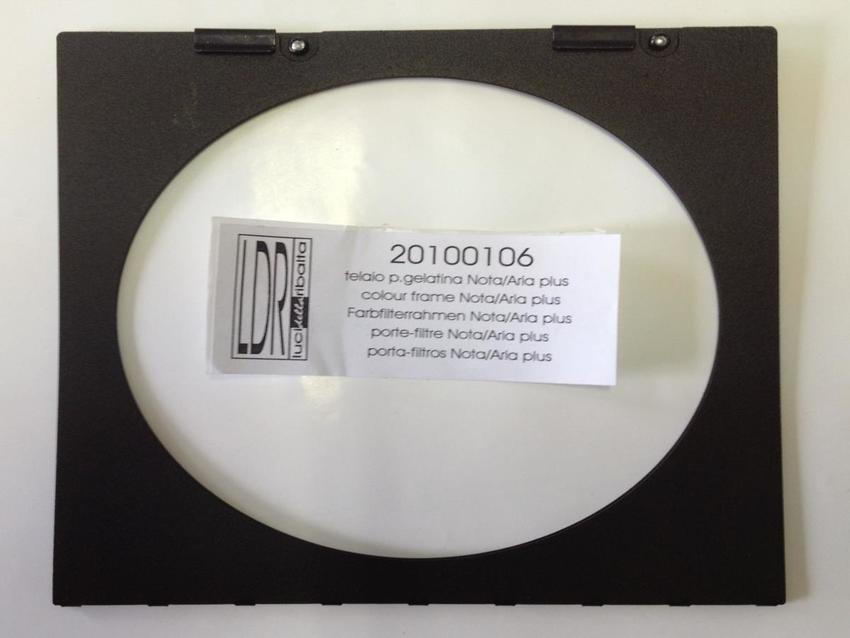 LDR
luci della ribalta
20100106
telaio p.gelatina Nota/Aria plus
colour frame Nota/Aria plus
Farbfilterrahmen Nota/Aria plus
porte-filtre Nota/Aria plus
porta-filtros Nota/Aria plus